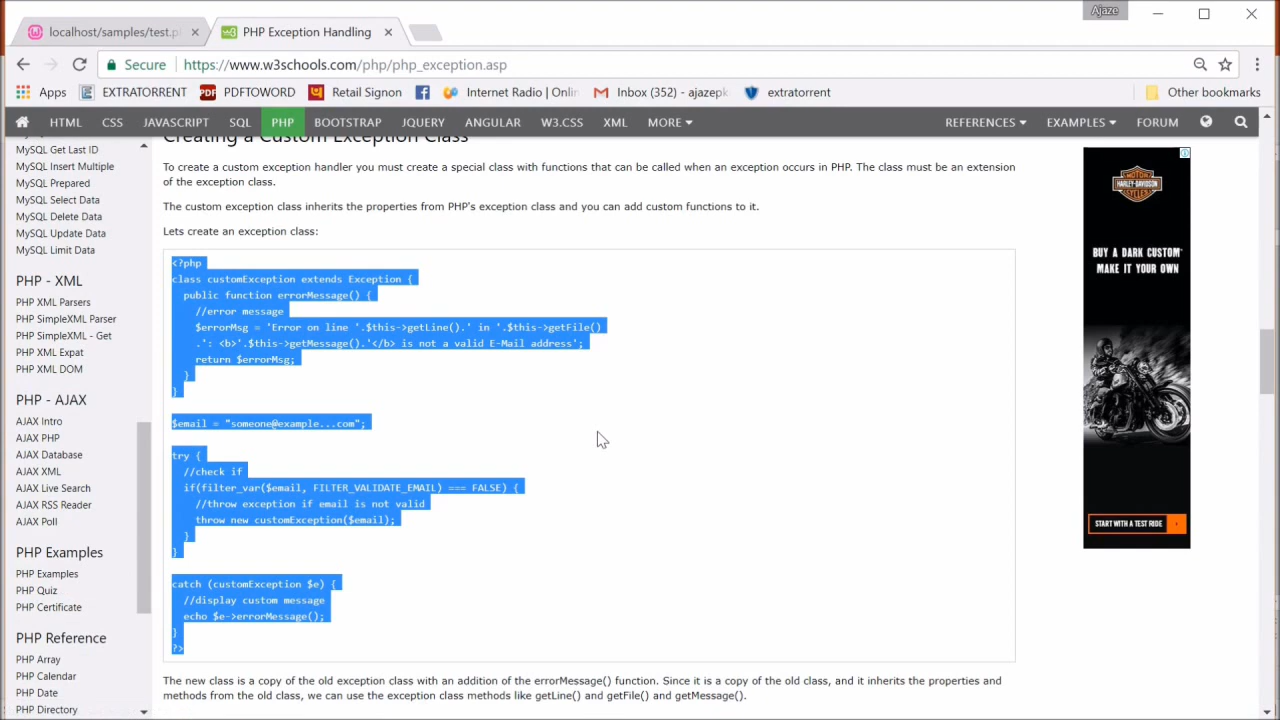 Ajaze
localhost/samples/test.p
PHP Exception Handling
Secure
https://www.w3schools.com/php/php_exception.asp
Apps
EXTRATORRENT
PDF
PDFTOWORD
Retail Signon
Internet Radio | Onlin
Inbox (352) - ajazepk
extratorrent
Other bookmarks
HTML
CSS
JAVASCRIPT
SQL
PHP
BOOTSTRAP
JQUERY
ANGULAR
W3.CSS
XML
MORE
REFERENCES
EXAMPLES
FORUM
MySQL Get Last ID
MySQL Insert Multiple
MySQL Prepared
MySQL Select Data
MySQL Delete Data
MySQL Update Data
MySQL Limit Data
PHP - XML
PHP XML Parsers
PHP SimpleXML Parser
PHP SimpleXML - Get
PHP XML Expat
PHP XML DOM
PHP - AJAX
AJAX Intro
AJAX PHP
AJAX Database
AJAX XML
AJAX Live Search
AJAX RSS Reader
AJAX Poll
PHP Examples
PHP Examples
PHP Quiz
PHP Certificate
PHP Reference
PHP Array
PHP Calendar
PHP Date
PHP Directory
Creating a Custom Exception Class
To create a custom exception handler you must create a special class with functions that can be called when an exception occurs in PHP. The class must be an extension
of the exception class.
The custom exception class inherits the properties from PHP's exception class and you can add custom functions to it.
Lets create an exception class:
<?php
class customException extends Exception {
public function errorMessage() {
//error message
$errorMsg = 'Error on line '.$this->getLine().' in '.$this->getFile()
.': <b>'.$this->getMessage().'</b> is not a valid E-Mail address';
return $errorMsg;
}
}
$email = "someone@example...com";
try {
//check if
if(filter_var($email, FILTER_VALIDATE_EMAIL) === FALSE) {
//throw exception if email is not valid
throw new customException($email);
}
}
catch (customException $e) {
//display custom message
echo $e->errorMessage();
}
?>
The new class is a copy of the old exception class with an addition of the errorMessage() function. Since it is a copy of the old class, and it inherits the properties and
methods from the old class, we can use the exception class methods like getLine() and getFile() and getMessage().
MOTOR
HARLEY-DAVIDSON
CYCLES
BUY A DARK CUSTOM
MAKE IT YOUR OWN
START WITH A TEST RIDE